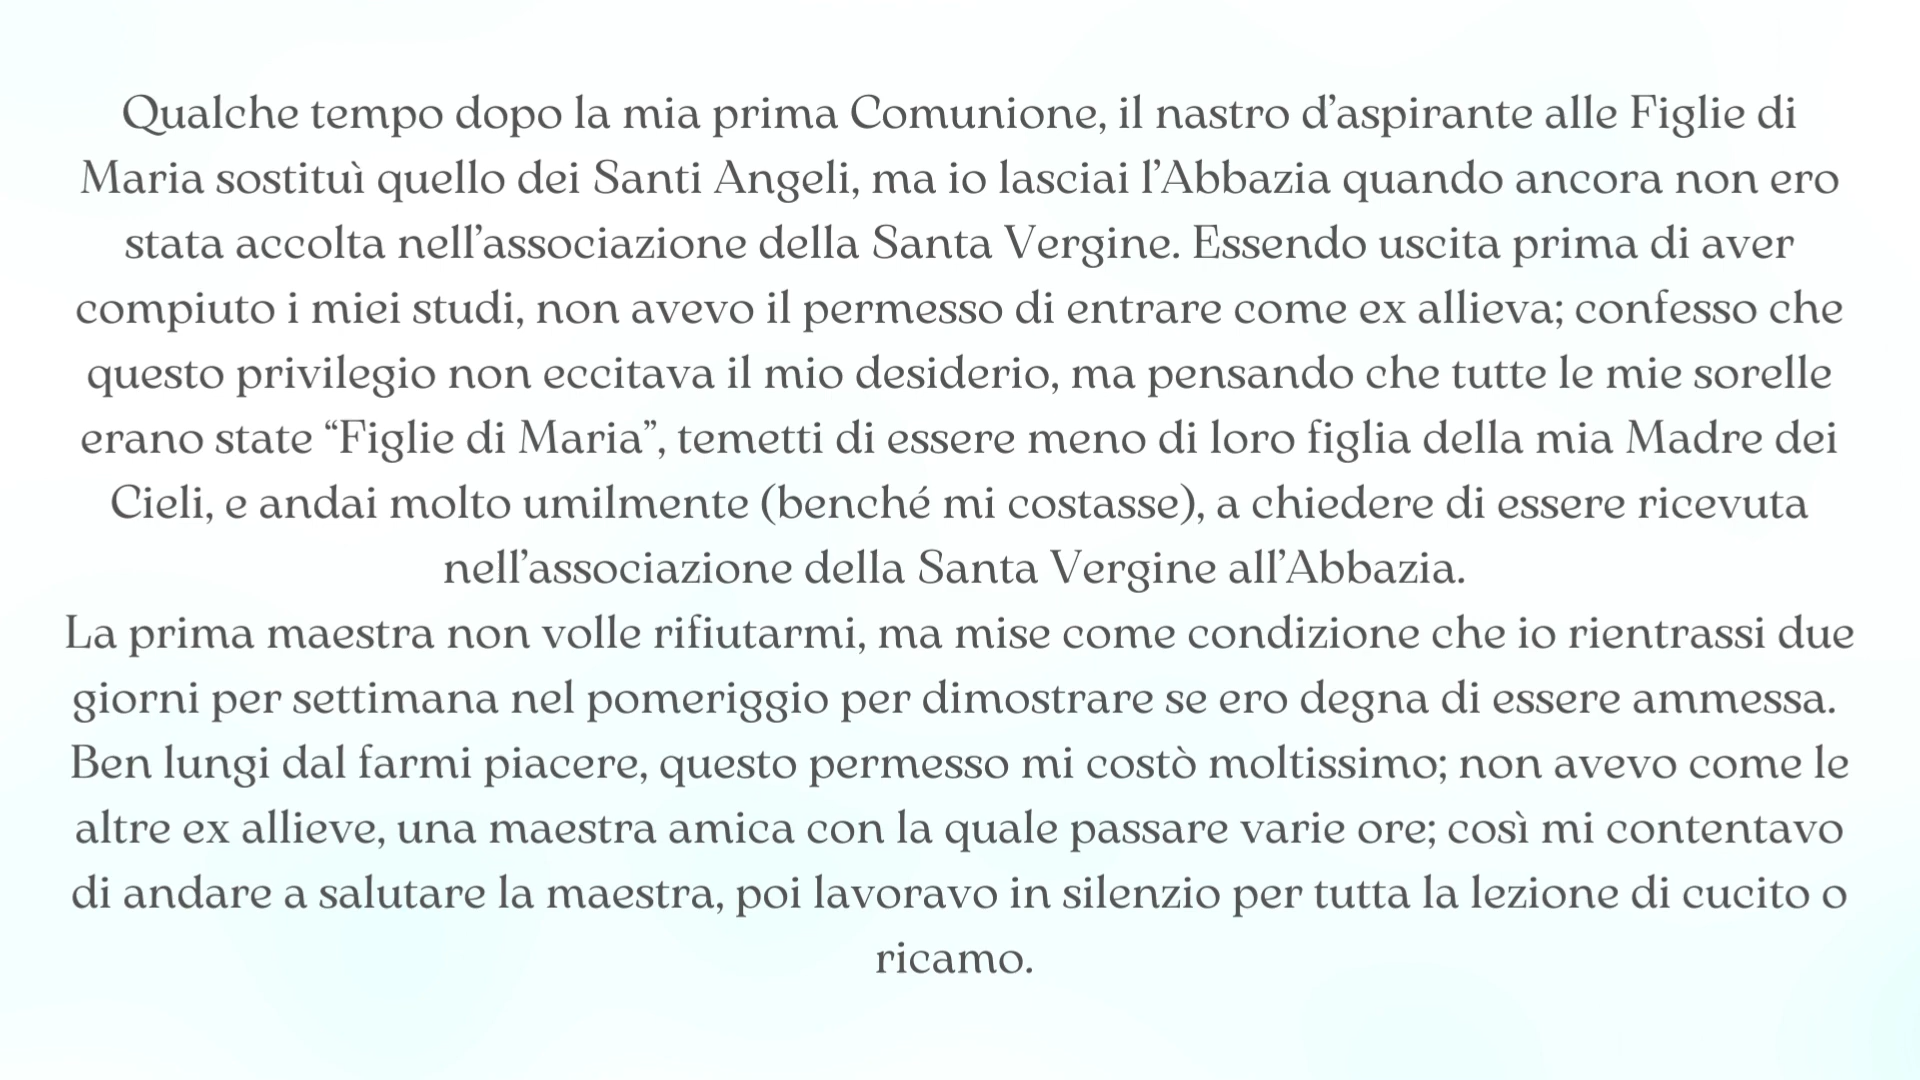 Qualche tempo dopo la mia prima Comunione, il nastro d’aspirante alle Figlie di
Maria sostituì quello dei Santi Angeli, ma io lasciai l’Abbazia quando ancora non ero
stata accolta nell’associazione della Santa Vergine. Essendo uscita prima di aver
compiuto i miei studi, non avevo il permesso di entrare come ex allieva; confesso che
questo privilegio non eccitava il mio desiderio, ma pensando che tutte le mie sorelle
erano state “Figlie di Maria”, temetti di essere meno di loro figlia della mia Madre dei
Cieli, e andai molto umilmente (benché mi costasse), a chiedere di essere ricevuta
nell’associazione della Santa Vergine all’Abbazia.
La prima maestra non volle rifiutarmi, ma mise come condizione che io rientrassi due
giorni per settimana nel pomeriggio per dimostrare se ero degna di essere ammessa.
Ben lungi dal farmi piacere, questo permesso mi costò moltissimo; non avevo come le
altre ex allieve, una maestra amica con la quale passare varie ore; così mi contentavo
di andare a salutare la maestra, poi lavoravo in silenzio per tutta la lezione di cucito o
ricamo.